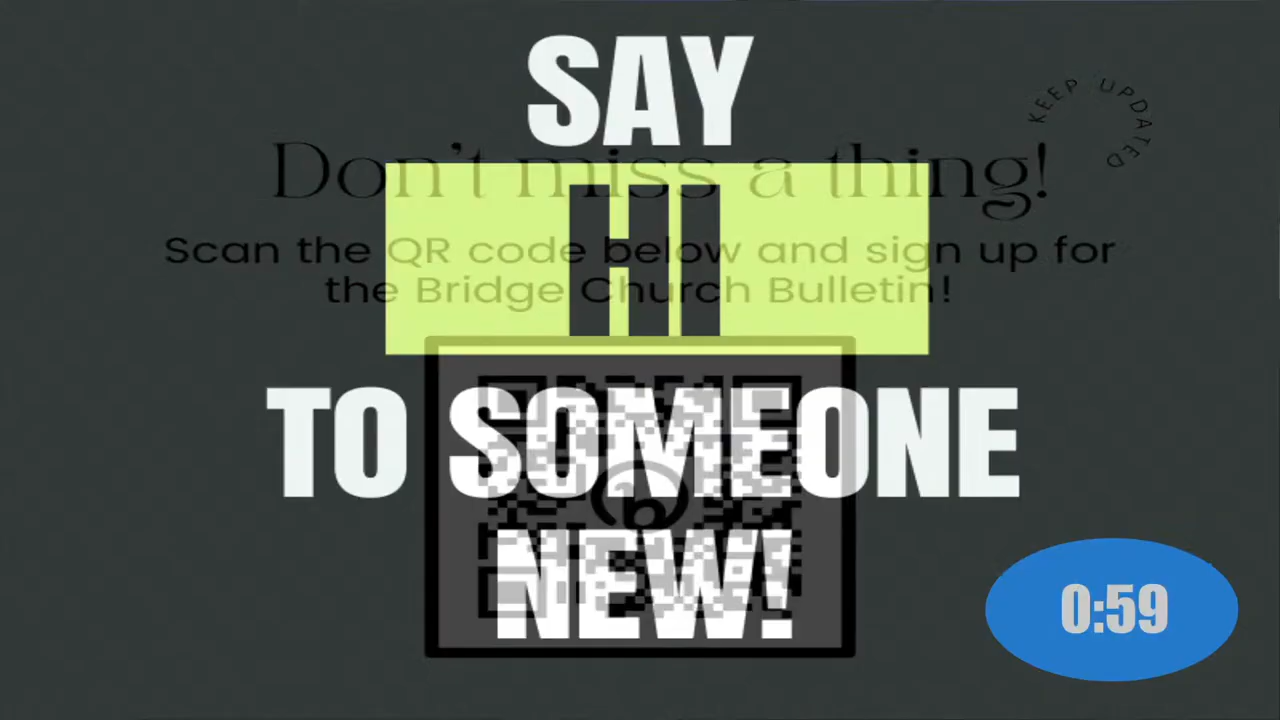 SAY
KEEP UPDATED
Don't miss a thing!
HI
Scan the QR code below and sign up for
the Bridge Church Bulletin!
TO SOMEONE
b
NEW!
0:59